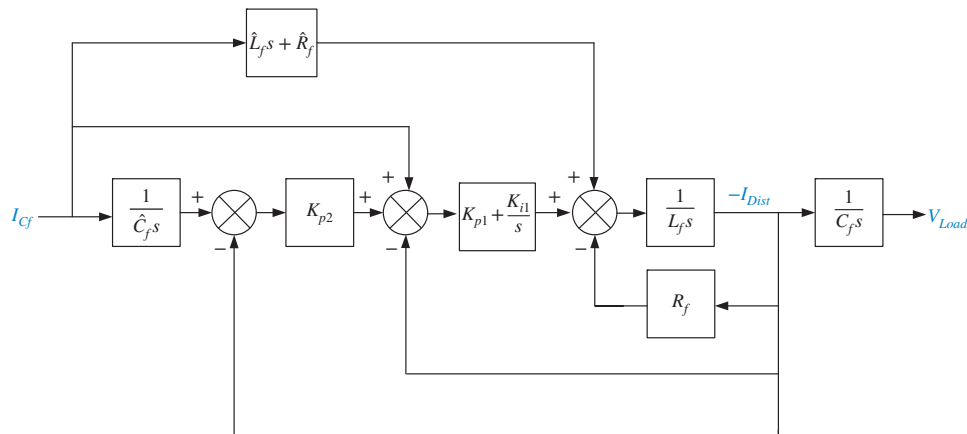 L̂_f s + R̂_f
+ +
I_Cf
1/(Ĉ_f s)
+
−
K_p2
+
−
K_p1 + K_i1/s
+
−
1/(L_f s)
−I_Dist
1/(C_f s)
V_Load
R_f